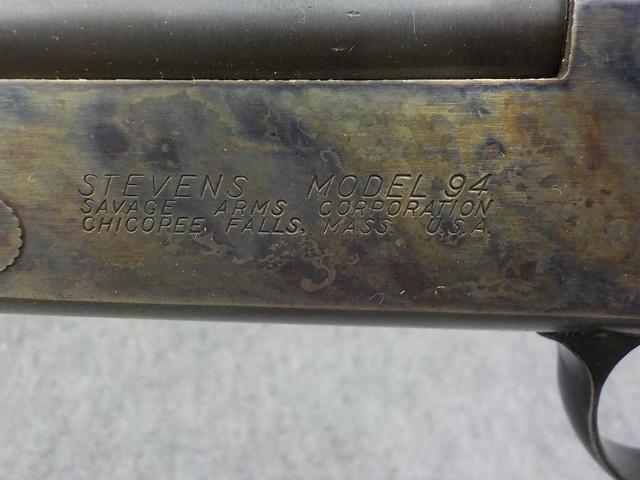 STEVENS MODEL 94
SAVAGE ARMS CORPORATION
CHICOPEE FALLS, MASS. U.S.A.